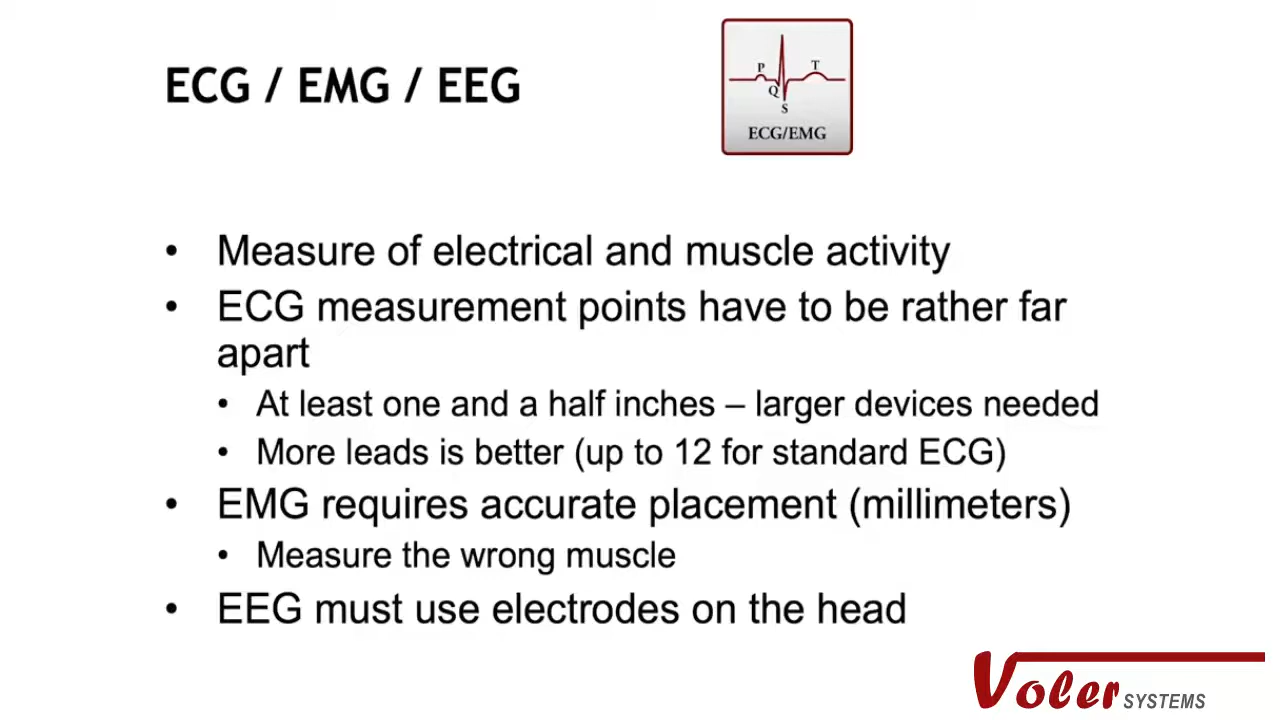 ECG / EMG / EEG
P
T
Q
S
ECG/EMG
• Measure of electrical and muscle activity
• ECG measurement points have to be rather far
apart
• At least one and a half inches – larger devices needed
• More leads is better (up to 12 for standard ECG)
• EMG requires accurate placement (millimeters)
• Measure the wrong muscle
• EEG must use electrodes on the head
Voler SYSTEMS